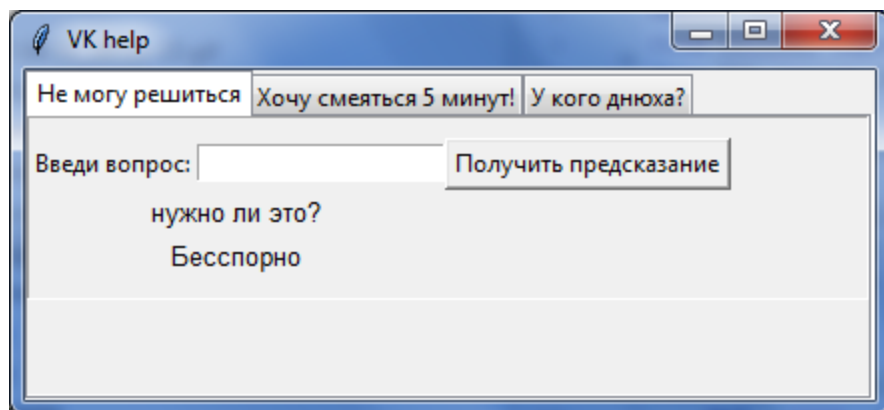 VK help
Не могу решиться Хочу смеяться 5 минут! У кого днюха?
Введи вопрос: Получить предсказание
нужно ли это?
Бесспорно